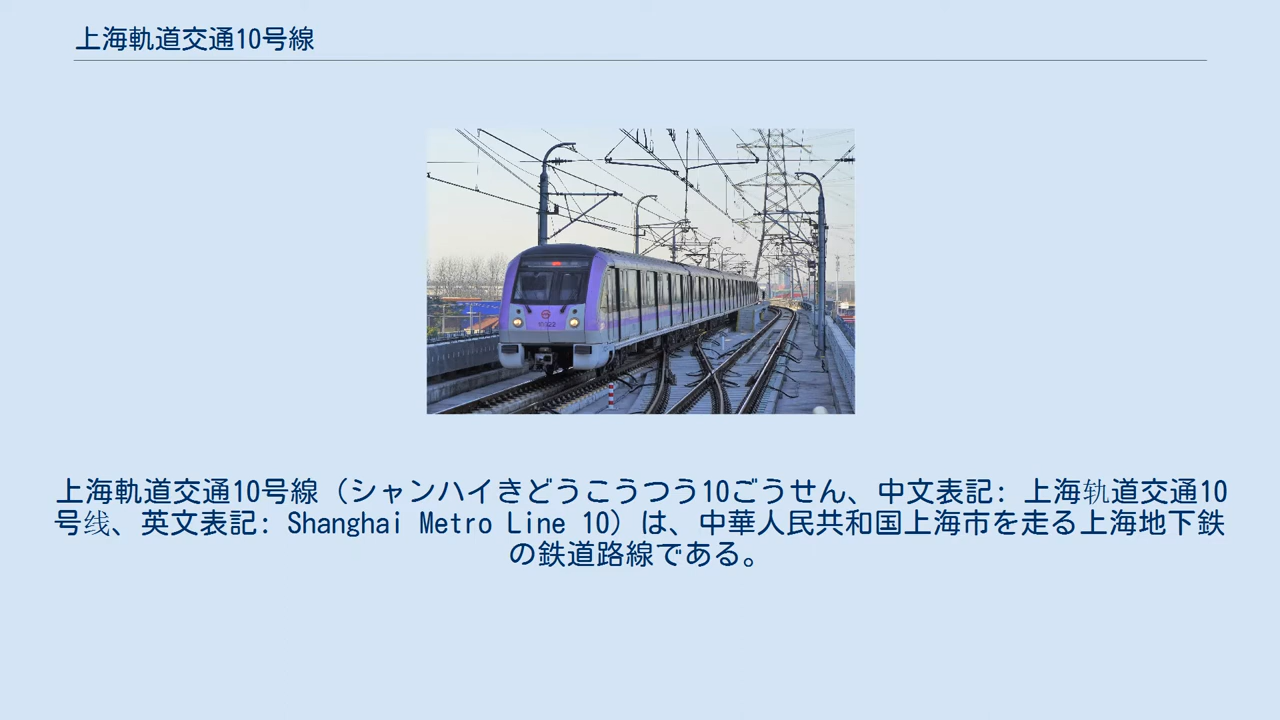 上海軌道交通10号線
上海軌道交通10号線（シャンハイきどうこうつう10ごうせん、中文表記: 上海轨道交通10
号线、英文表記: Shanghai Metro Line 10）は、中華人民共和国上海市を走る上海地下鉄
の鉄道路線である。